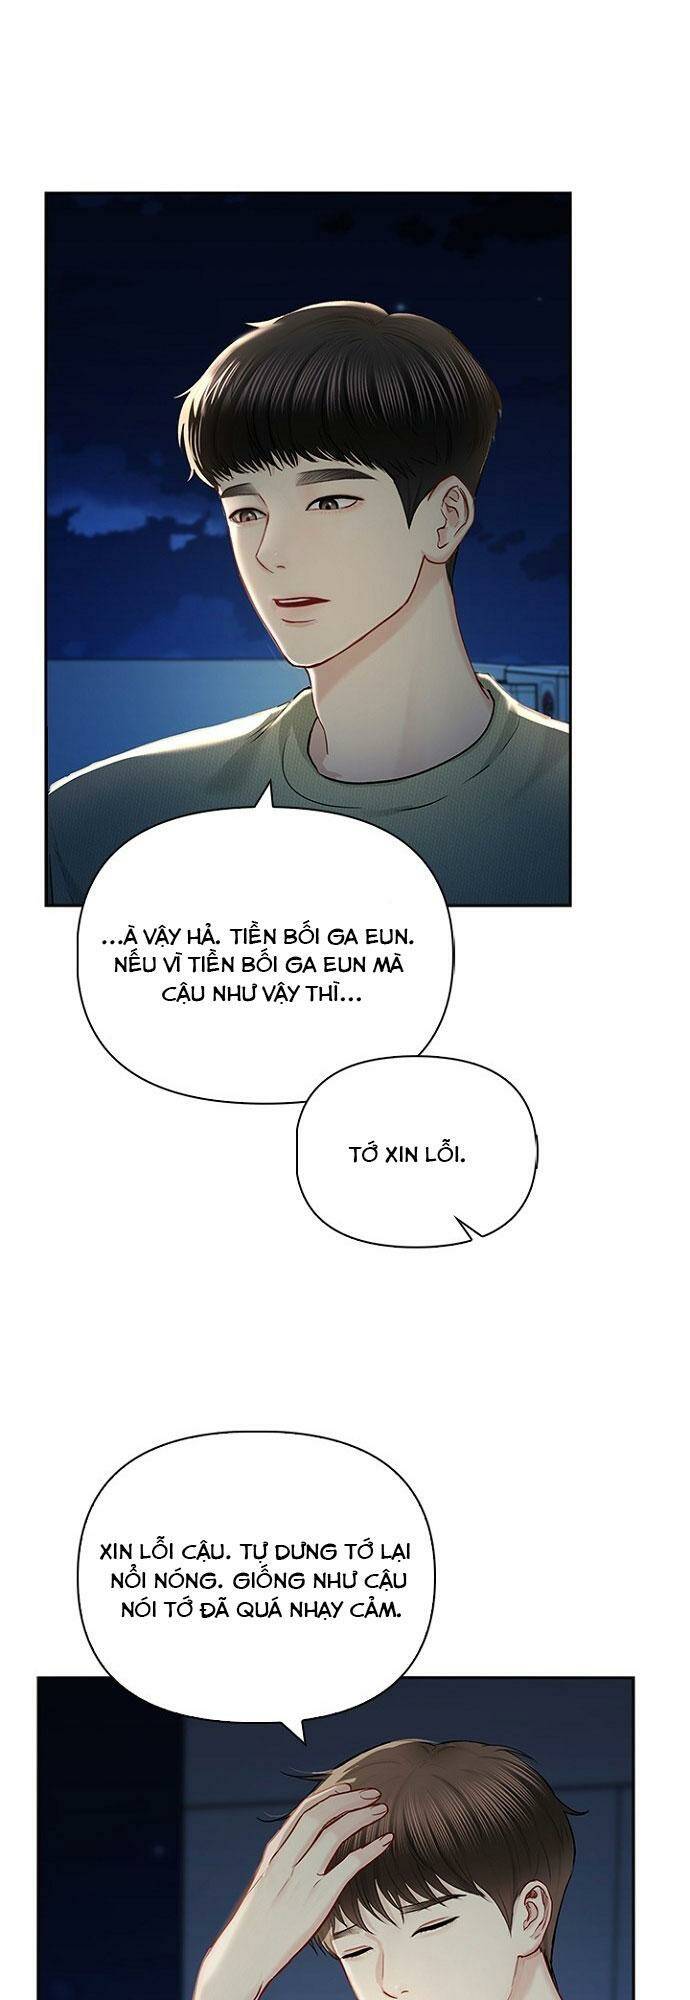 ...À VẬY HẢ. TIỀN BỐI GA EUN.
NẾU VÌ TIỀN BỐI GA EUN MÀ
CẬU NHƯ VẬY THÌ...
TỚ XIN LỖI.
XIN LỖI CẬU. TỰ DƯNG TỚ LẠI
NỔI NÓNG. GIỐNG NHƯ CẬU
NÓI TỚ ĐÃ QUÁ NHẠY CẢM.